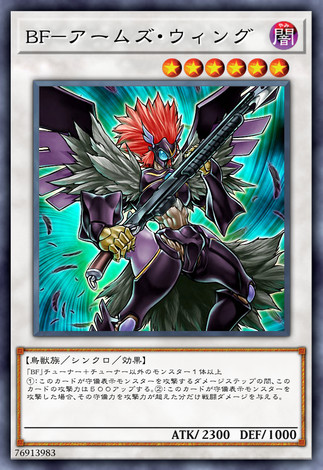 BF－アームズ・ウィング
闇
やみ
【鳥獣族／シンクロ／効果】
「BF」チューナー＋チューナー以外のモンスター１体以上
①：このカードが守備表示モンスターを攻撃するダメージステップの間、この
カードの攻撃力は５００アップする。②：このカードが守備表示モンスターを攻
撃した場合、その守備力を攻撃力が超えた分だけ戦闘ダメージを与える。
ATK/ 2300 DEF/1000
76913983